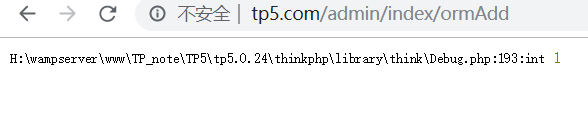 不安全 | tp5.com/admin/index/ormAdd
H:\wampserver\www\TP_note\TP5\tp5.0.24\thinkphp\library\think\Debug.php:193:int 1